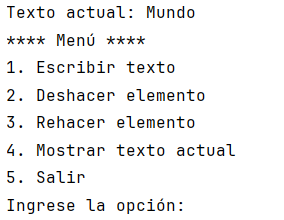 Texto actual: Mundo
**** Menú ****
1. Escribir texto
2. Deshacer elemento
3. Rehacer elemento
4. Mostrar texto actual
5. Salir
Ingrese la opción: